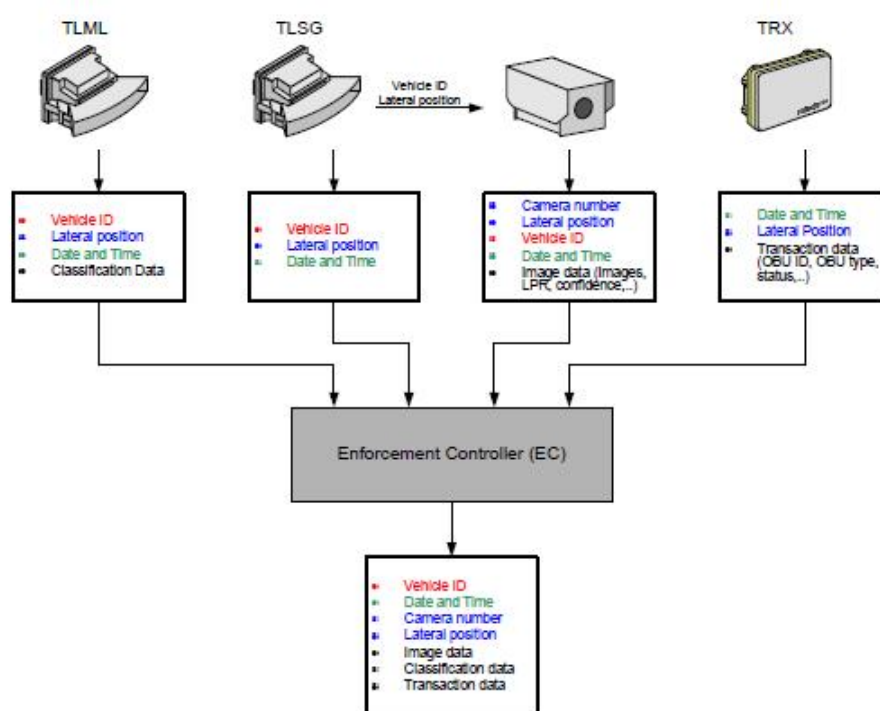 TLML
TLSG
TRX
Vehicle ID
Lateral position
Vehicle ID
Lateral position
Date and Time
Classification Data
Vehicle ID
Lateral position
Date and Time
Camera number
Lateral position
Vehicle ID
Date and Time
Image data (Images,
LPR, confidence,..)
Date and Time
Lateral Position
Transaction data
(OBU ID, OBU type,
status,..)
Enforcement Controller (EC)
Vehicle ID
Date and Time
Camera number
Lateral position
Image data
Classification data
Transaction data